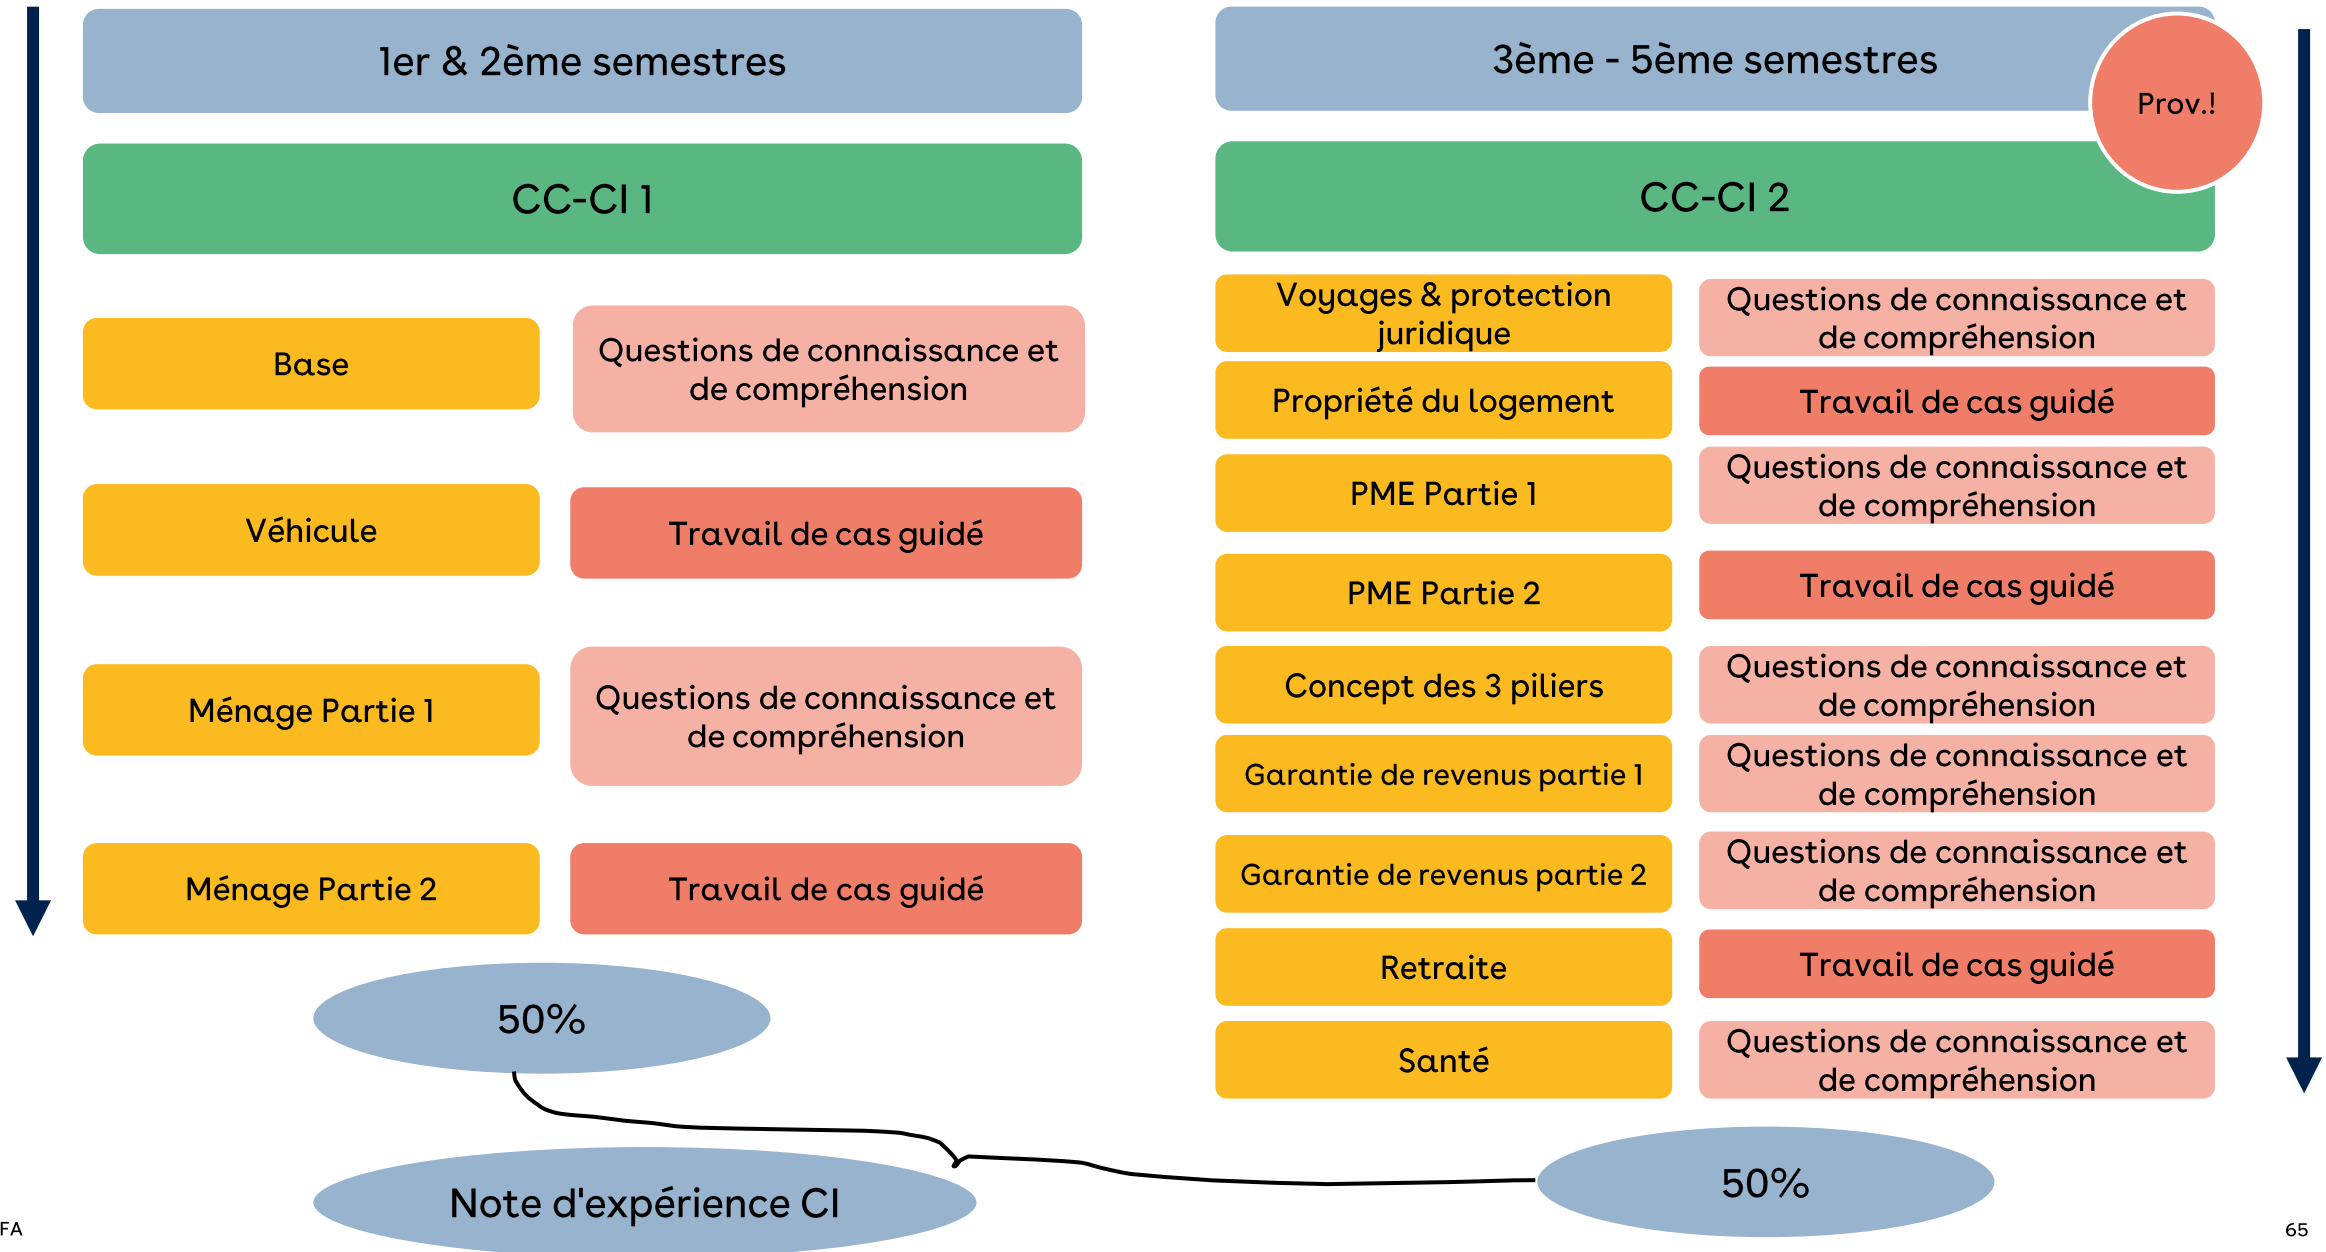 1er & 2ème semestres
CC-CI 1
Base
Questions de connaissance et
de compréhension
Véhicule
Travail de cas guidé
Ménage Partie 1
Questions de connaissance et
de compréhension
Ménage Partie 2
Travail de cas guidé
50%
Note d'expérience CI
3ème - 5ème semestres
Prov.!
CC-CI 2
Voyages & protection
juridique
Questions de connaissance et
de compréhension
Propriété du logement
Travail de cas guidé
PME Partie 1
Questions de connaissance et
de compréhension
PME Partie 2
Travail de cas guidé
Concept des 3 piliers
Questions de connaissance et
de compréhension
Garantie de revenus partie 1
Questions de connaissance et
de compréhension
Garantie de revenus partie 2
Questions de connaissance et
de compréhension
Retraite
Travail de cas guidé
Santé
Questions de connaissance et
de compréhension
50%
FA
65